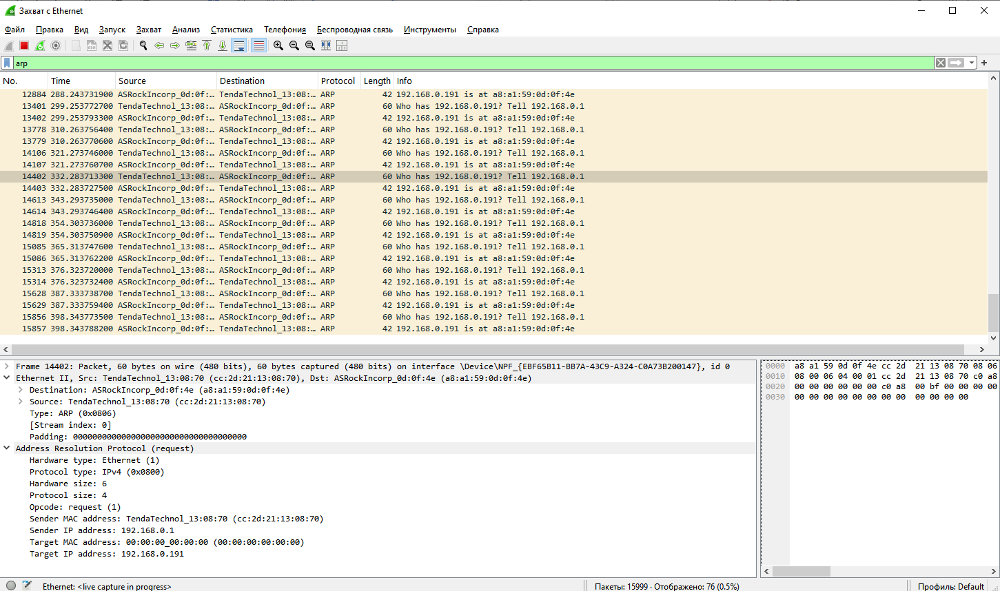 Захват с Ethernet
Файл Правка Вид Запуск Захват Анализ Статистика Телефония Беспроводная связь Инструменты Справка
arp
No. Time Source Destination Protocol Length Info
12884 288.243731900 ASRockIncorp_0d:0f:… TendaTechnol_13:08:… ARP 42 192.168.0.191 is at a8:a1:59:0d:0f:4e
13401 299.253772700 TendaTechnol_13:08:… ASRockIncorp_0d:0f:… ARP 60 Who has 192.168.0.191? Tell 192.168.0.1
13402 299.253793300 ASRockIncorp_0d:0f:… TendaTechnol_13:08:… ARP 42 192.168.0.191 is at a8:a1:59:0d:0f:4e
13778 310.263756400 TendaTechnol_13:08:… ASRockIncorp_0d:0f:… ARP 60 Who has 192.168.0.191? Tell 192.168.0.1
13779 310.263770600 ASRockIncorp_0d:0f:… TendaTechnol_13:08:… ARP 42 192.168.0.191 is at a8:a1:59:0d:0f:4e
14106 321.273746000 TendaTechnol_13:08:… ASRockIncorp_0d:0f:… ARP 60 Who has 192.168.0.191? Tell 192.168.0.1
14107 321.273760700 ASRockIncorp_0d:0f:… TendaTechnol_13:08:… ARP 42 192.168.0.191 is at a8:a1:59:0d:0f:4e
14402 332.283713300 TendaTechnol_13:08:… ASRockIncorp_0d:0f:… ARP 60 Who has 192.168.0.191? Tell 192.168.0.1
14403 332.283727500 ASRockIncorp_0d:0f:… TendaTechnol_13:08:… ARP 42 192.168.0.191 is at a8:a1:59:0d:0f:4e
14613 343.293735000 TendaTechnol_13:08:… ASRockIncorp_0d:0f:… ARP 60 Who has 192.168.0.191? Tell 192.168.0.1
14614 343.293746400 ASRockIncorp_0d:0f:… TendaTechnol_13:08:… ARP 42 192.168.0.191 is at a8:a1:59:0d:0f:4e
14818 354.303736000 TendaTechnol_13:08:… ASRockIncorp_0d:0f:… ARP 60 Who has 192.168.0.191? Tell 192.168.0.1
14819 354.303750900 ASRockIncorp_0d:0f:… TendaTechnol_13:08:… ARP 42 192.168.0.191 is at a8:a1:59:0d:0f:4e
15085 365.313747600 TendaTechnol_13:08:… ASRockIncorp_0d:0f:… ARP 60 Who has 192.168.0.191? Tell 192.168.0.1
15086 365.313762200 ASRockIncorp_0d:0f:… TendaTechnol_13:08:… ARP 42 192.168.0.191 is at a8:a1:59:0d:0f:4e
15313 376.323720000 TendaTechnol_13:08:… ASRockIncorp_0d:0f:… ARP 60 Who has 192.168.0.191? Tell 192.168.0.1
15314 376.323732400 ASRockIncorp_0d:0f:… TendaTechnol_13:08:… ARP 42 192.168.0.191 is at a8:a1:59:0d:0f:4e
15628 387.333738700 TendaTechnol_13:08:… ASRockIncorp_0d:0f:… ARP 60 Who has 192.168.0.191? Tell 192.168.0.1
15629 387.333759400 ASRockIncorp_0d:0f:… TendaTechnol_13:08:… ARP 42 192.168.0.191 is at a8:a1:59:0d:0f:4e
15856 398.343773500 TendaTechnol_13:08:… ASRockIncorp_0d:0f:… ARP 60 Who has 192.168.0.191? Tell 192.168.0.1
15857 398.343788200 ASRockIncorp_0d:0f:… TendaTechnol_13:08:… ARP 42 192.168.0.191 is at a8:a1:59:0d:0f:4e
Frame 14402: Packet, 60 bytes on wire (480 bits), 60 bytes captured (480 bits) on interface \Device\NPF_{EBF65B11-BB7A-43C9-A324-C0A73B200147}, id 0
Ethernet II, Src: TendaTechnol_13:08:70 (cc:2d:21:13:08:70), Dst: ASRockIncorp_0d:0f:4e (a8:a1:59:0d:0f:4e)
Destination: ASRockIncorp_0d:0f:4e (a8:a1:59:0d:0f:4e)
Source: TendaTechnol_13:08:70 (cc:2d:21:13:08:70)
Type: ARP (0x0806)
[Stream index: 0]
Padding: 000000000000000000000000000000000000
Address Resolution Protocol (request)
Hardware type: Ethernet (1)
Protocol type: IPv4 (0x0800)
Hardware size: 6
Protocol size: 4
Opcode: request (1)
Sender MAC address: TendaTechnol_13:08:70 (cc:2d:21:13:08:70)
Sender IP address: 192.168.0.1
Target MAC address: 00:00:00_00:00:00 (00:00:00:00:00:00)
Target IP address: 192.168.0.191
0000 a8 a1 59 0d 0f 4e cc 2d 21 13 08 70 08 06
0010 08 00 06 04 00 01 cc 2d 21 13 08 70 c0 a8
0020 00 00 00 00 00 00 c0 a8 00 bf 00 00 00 00
0030 00 00 00 00 00 00 00 00 00 00 00 00
Ethernet: <live capture in progress>
Пакеты: 15999 · Отображено: 76 (0.5%)
Профиль: Default